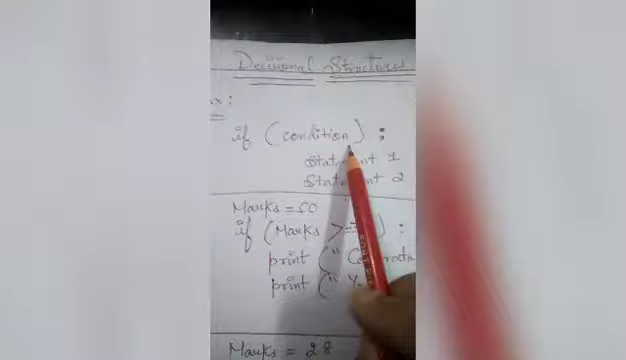 Decisional Structures
if (condition) :
Statement 1
Statement 2
Marks = 50
if (Marks > :
print ("
print ("
Marks = 28